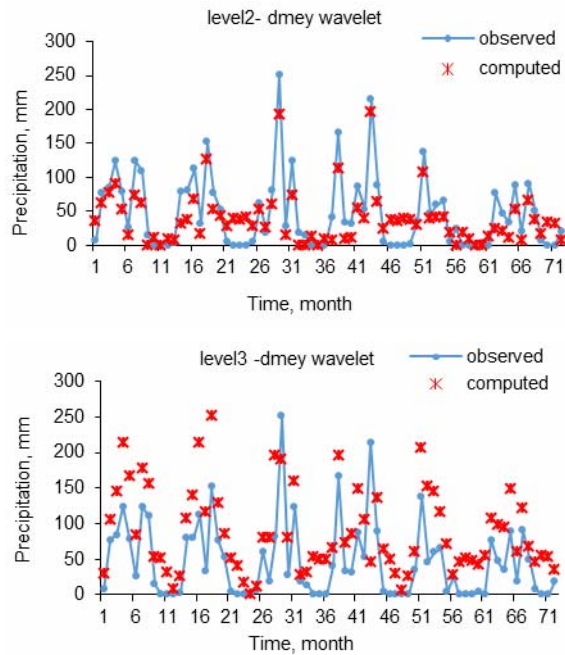 level2- dmey wavelet
observed
computed
300
250
200
150
100
50
0
Precipitation, mm
1 6 11 16 21 26 31 36 41 46 51 56 61 66 71
Time, month
level3 -dmey wavelet
observed
computed
300
250
200
150
100
50
0
Precipitation, mm
1 6 11 16 21 26 31 36 41 46 51 56 61 66 71
Time, month